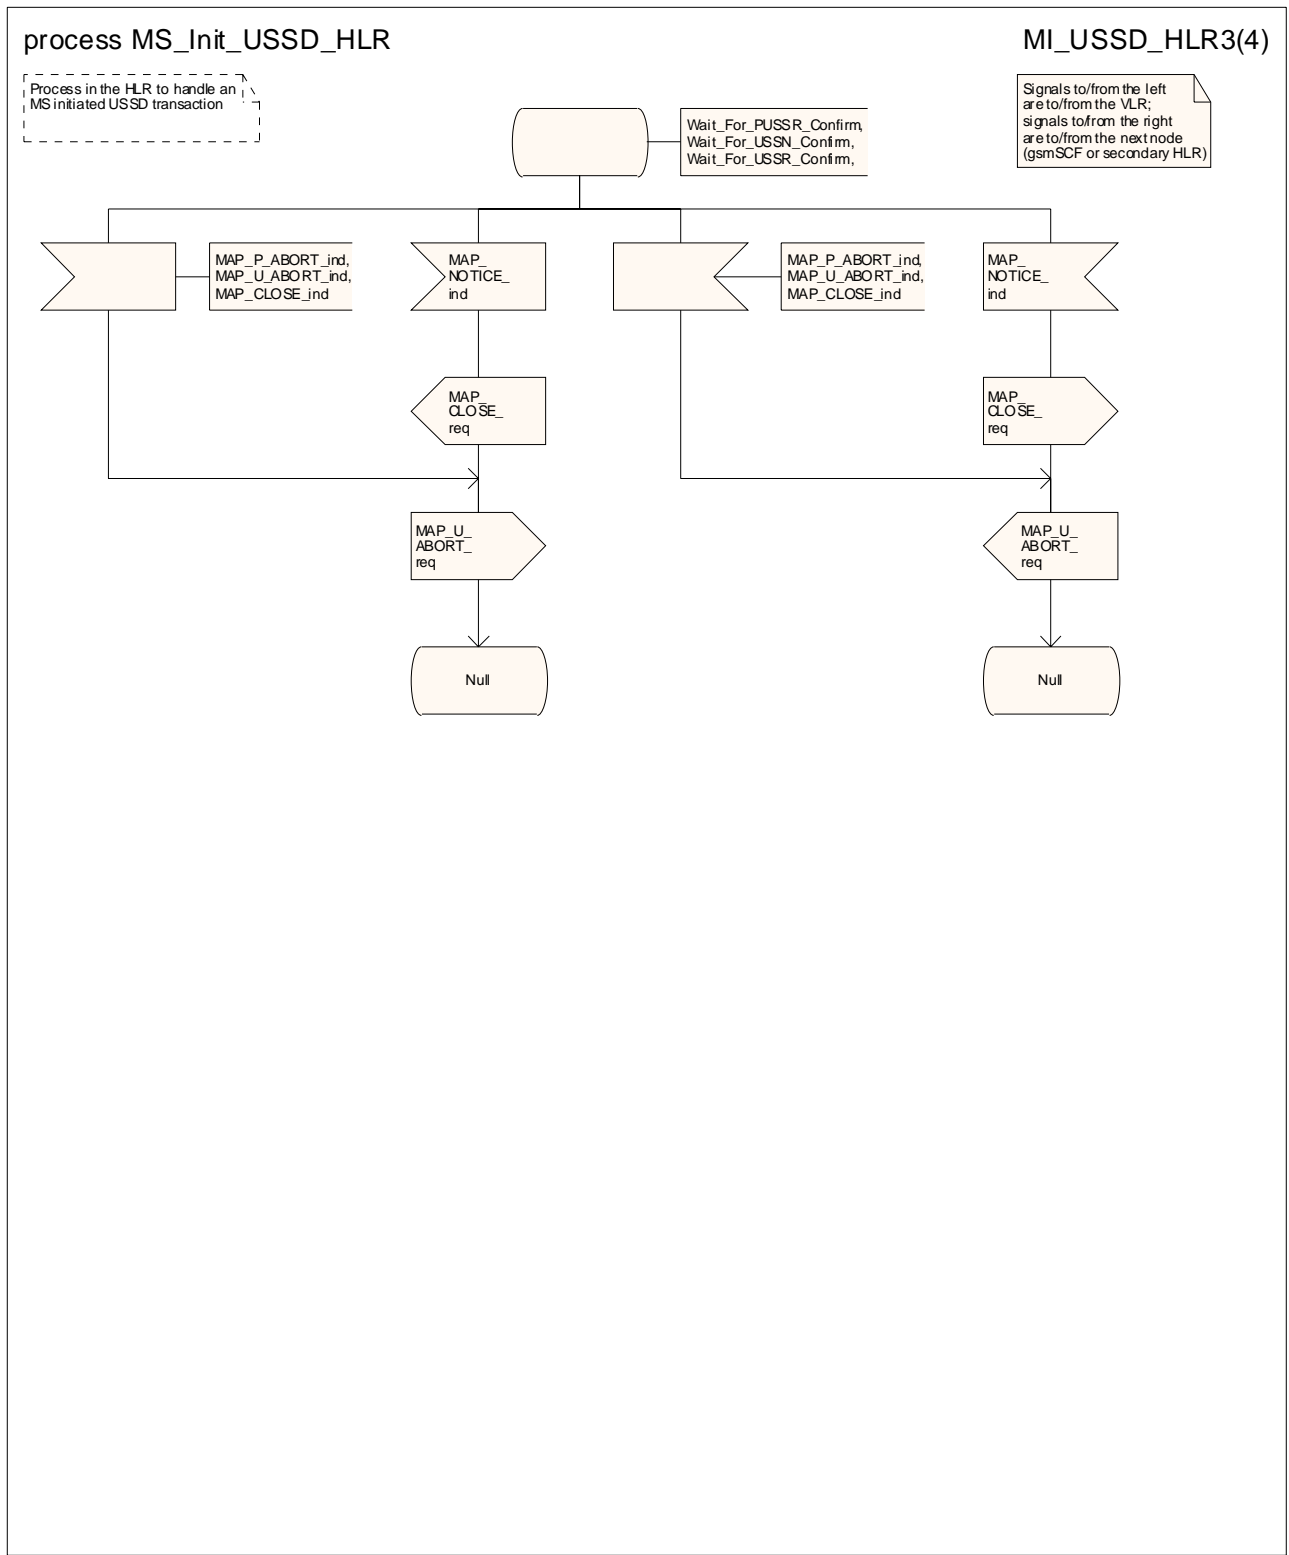 process MS_Init_USSD_HLR
MI_USSD_HLR3(4)
Process in the HLR to handle an
MS initiated USSD transaction
Signals to/from the left
are to/from the VLR;
signals to/from the right
are to/from the next node
(gsmSCF or secondary HLR)
Wait_For_PUSSR_Confirm,
Wait_For_USSN_Confirm,
Wait_For_USSR_Confirm,
MAP_P_ABORT_ind,
MAP_U_ABORT_ind,
MAP_CLOSE_ind
MAP_
NOTICE_
ind
MAP_P_ABORT_ind,
MAP_U_ABORT_ind,
MAP_CLOSE_ind
MAP_
NOTICE_
ind
MAP_
CLOSE_
req
MAP_
CLOSE_
req
MAP_U_
ABORT_
req
MAP_U_
ABORT_
req
Null
Null